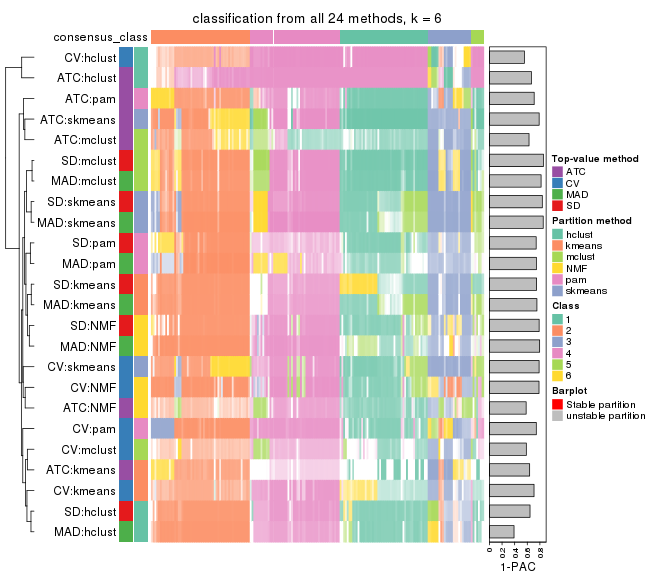 classification from all 24 methods, k = 6
consensus_class
CV:hclust
ATC:hclust
ATC:pam
ATC:skmeans
ATC:mclust
SD:mclust
MAD:mclust
SD:skmeans
MAD:skmeans
SD:pam
MAD:pam
SD:kmeans
MAD:kmeans
SD:NMF
MAD:NMF
CV:skmeans
CV:NMF
ATC:NMF
CV:pam
CV:mclust
ATC:kmeans
CV:kmeans
SD:hclust
MAD:hclust
0 0.2 0.4 0.6 0.8
1-PAC
Top-value method
ATC
CV
MAD
SD
Partition method
hclust
kmeans
mclust
NMF
pam
skmeans
Class
1
2
3
4
5
6
Barplot
Stable partition
unstable partition